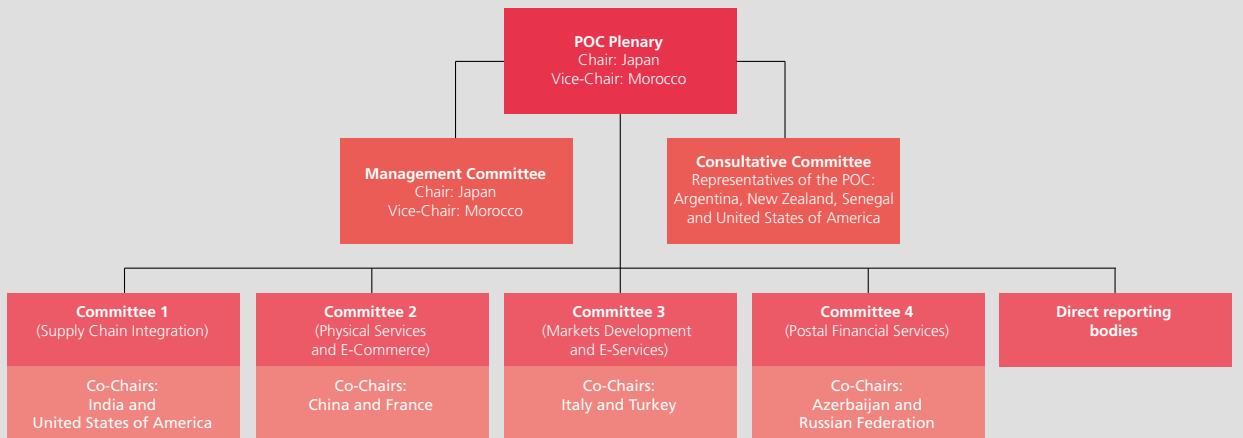 POC Plenary
Chair: Japan
Vice-Chair: Morocco
Management Committee
Chair: Japan
Vice-Chair: Morocco
Consultative Committee
Representatives of the POC:
Argentina, New Zealand, Senegal
and United States of America
Committee 1
(Supply Chain Integration)
Co-Chairs:
India and
United States of America
Committee 2
(Physical Services
and E-Commerce)
Co-Chairs:
China and France
Committee 3
(Markets Development
and E-Services)
Co-Chairs:
Italy and Turkey
Committee 4
(Postal Financial Services)
Co-Chairs:
Azerbaijan and
Russian Federation
Direct reporting
bodies